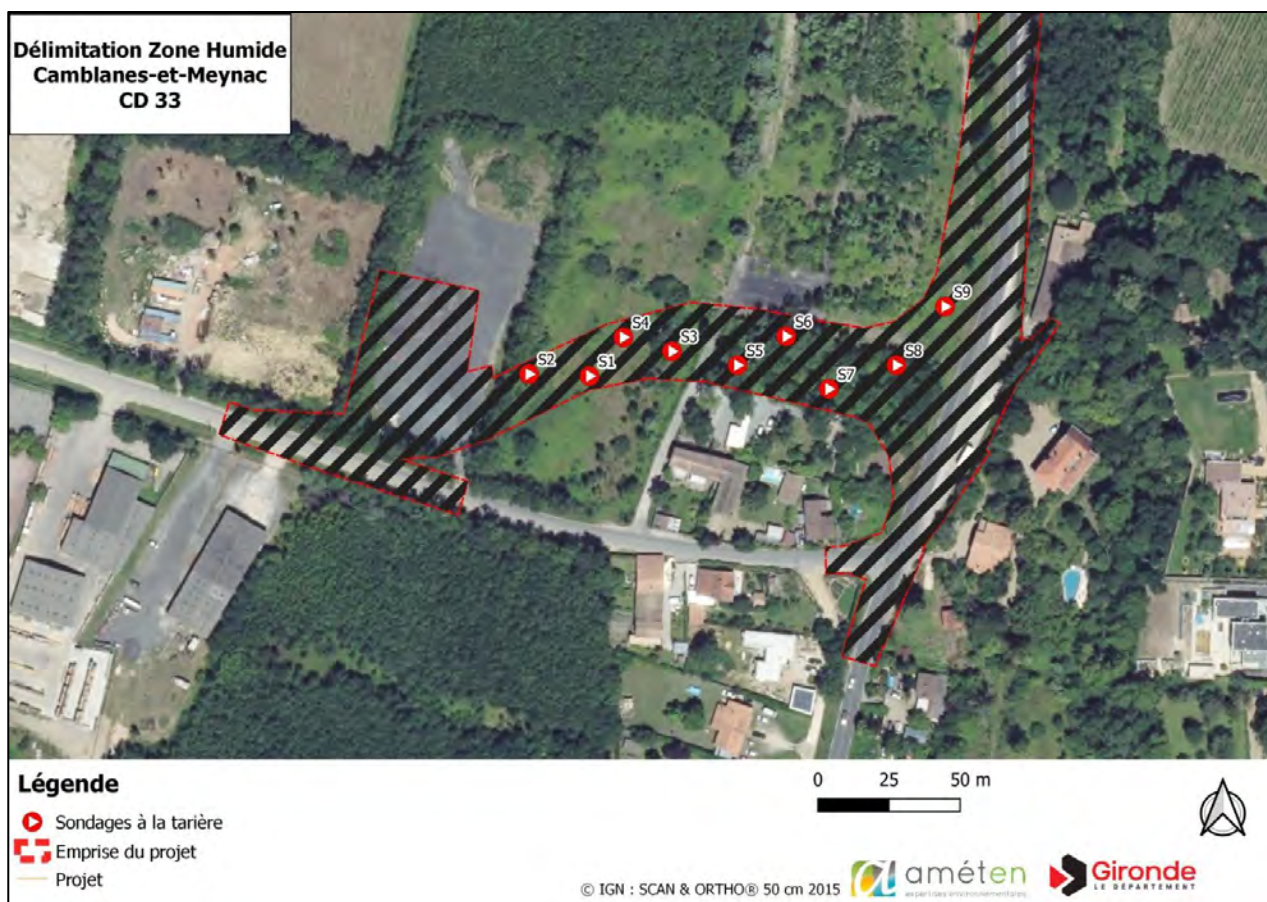 Délimitation Zone Humide
Camblanes-et-Meynac
CD 33
S9
S4
S6
S3
S2
S1
S5
S8
S7
Légende
Sondages à la tarière
Emprise du projet
Projet
0 25 50 m
© IGN : SCAN & ORTHO® 50 cm 2015
améten
expertises environnementales
Gironde
LE DÉPARTEMENT